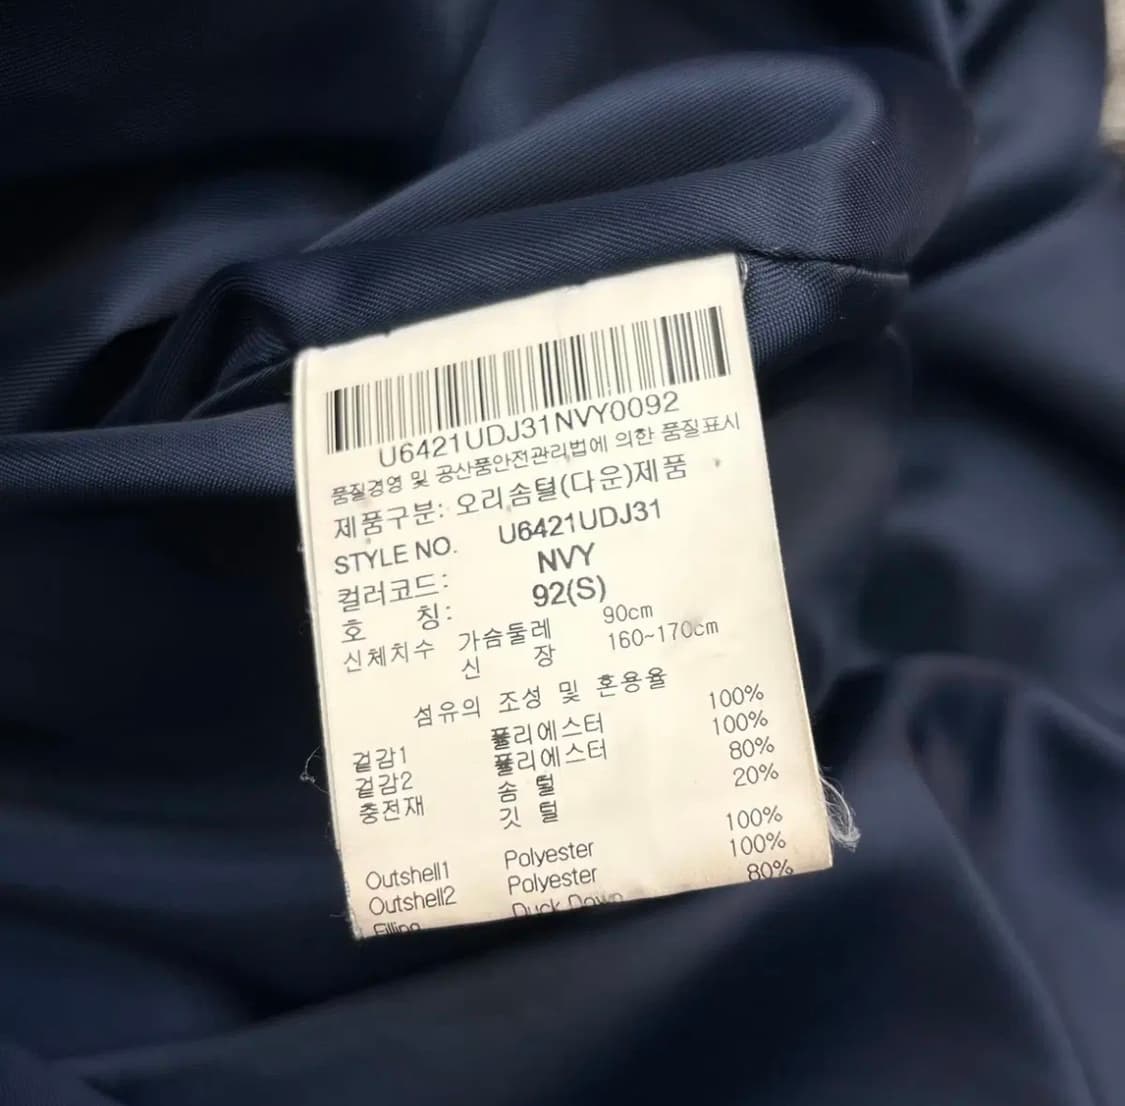 U6421UDJ31NVY0092
품질경영 및 공산품안전관리법에 의한 품질표시
제품구분: 오리솜털(다운)제품
STYLE NO. U6421UDJ31
컬러코드: NVY
호 칭: 92(S)
신체치수 가슴둘레 90cm
신 장 160~170cm
섬유의 조성 및 혼용율
겉감1 폴리에스터 100%
겉감2 폴리에스터 100%
충전재 솜 털 80%
깃 털 20%
Outshell1 Polyester 100%
Outshell2 Polyester 100%
Filling Duck Down 80%